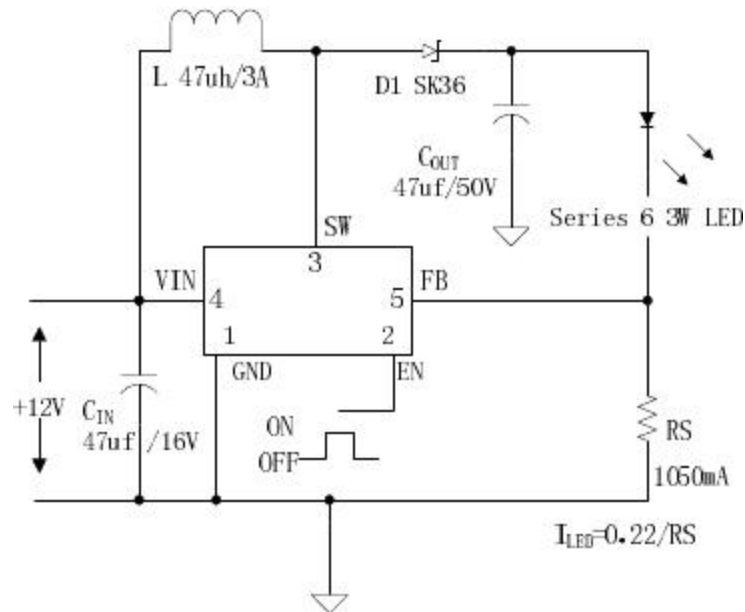 L 47uh/3A
D1 SK36
COUT
47uf/50V
Series 6 3W LED
SW
3
VIN
4
5
FB
1
2
GND
EN
+12V
CIN
47uf /16V
ON
OFF
RS
1050mA
ILED=0.22/RS